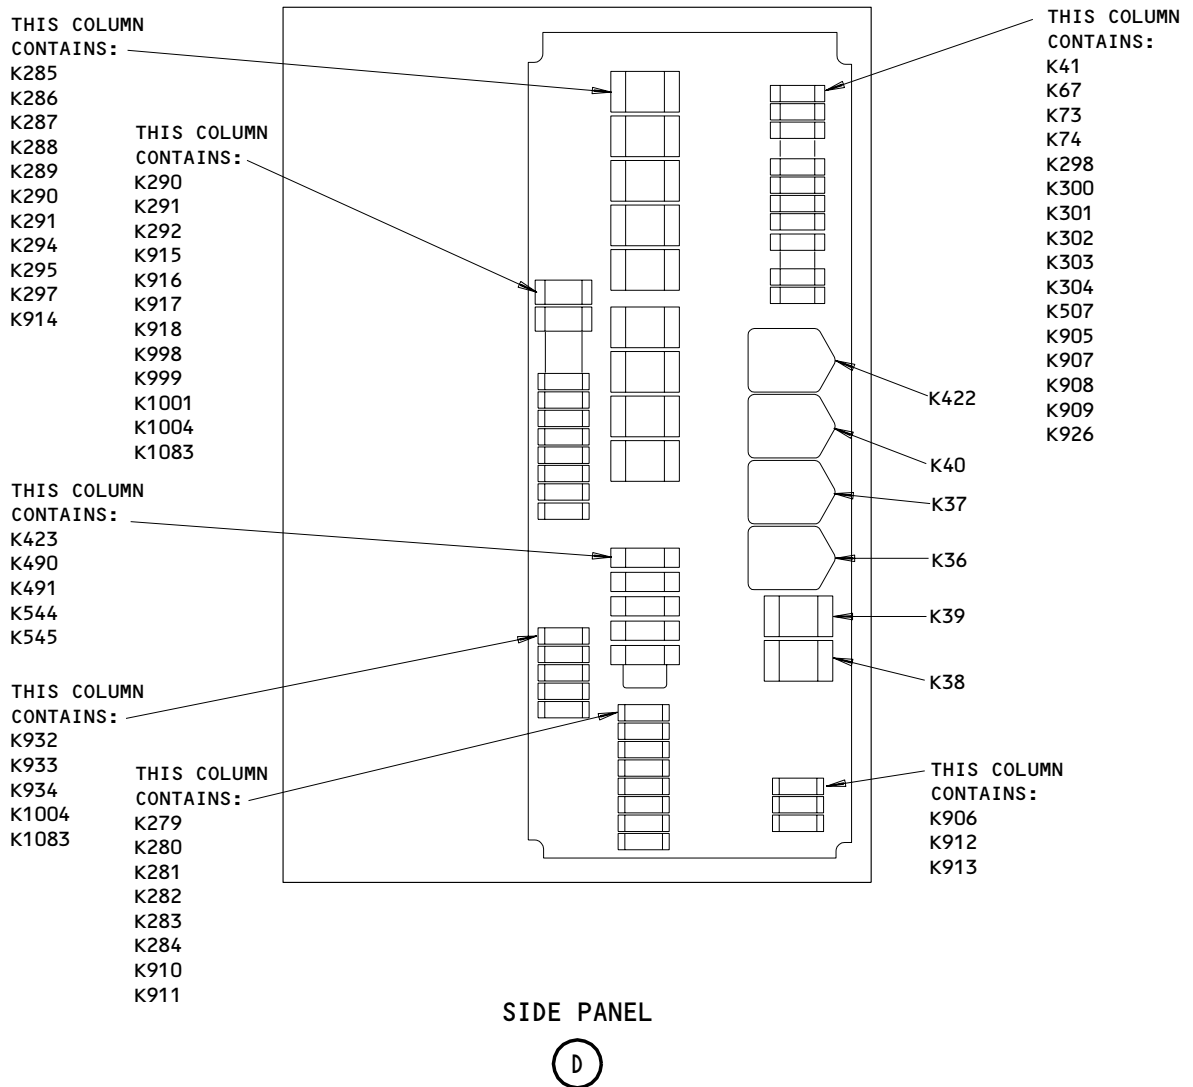 THIS COLUMN
CONTAINS:
K285
K286
K287
K288
K289
K290
K291
K294
K295
K297
K914
THIS COLUMN
CONTAINS:
K290
K291
K292
K915
K916
K917
K918
K998
K999
K1001
K1004
K1083
THIS COLUMN
CONTAINS:
K423
K490
K491
K544
K545
THIS COLUMN
CONTAINS:
K932
K933
K934
K1004
K1083
THIS COLUMN
CONTAINS:
K279
K280
K281
K282
K283
K284
K910
K911
THIS COLUMN
CONTAINS:
K41
K67
K73
K74
K298
K300
K301
K302
K303
K304
K507
K905
K907
K908
K909
K926
K422
K40
K37
K36
K39
K38
THIS COLUMN
CONTAINS:
K906
K912
K913
SIDE PANEL
D